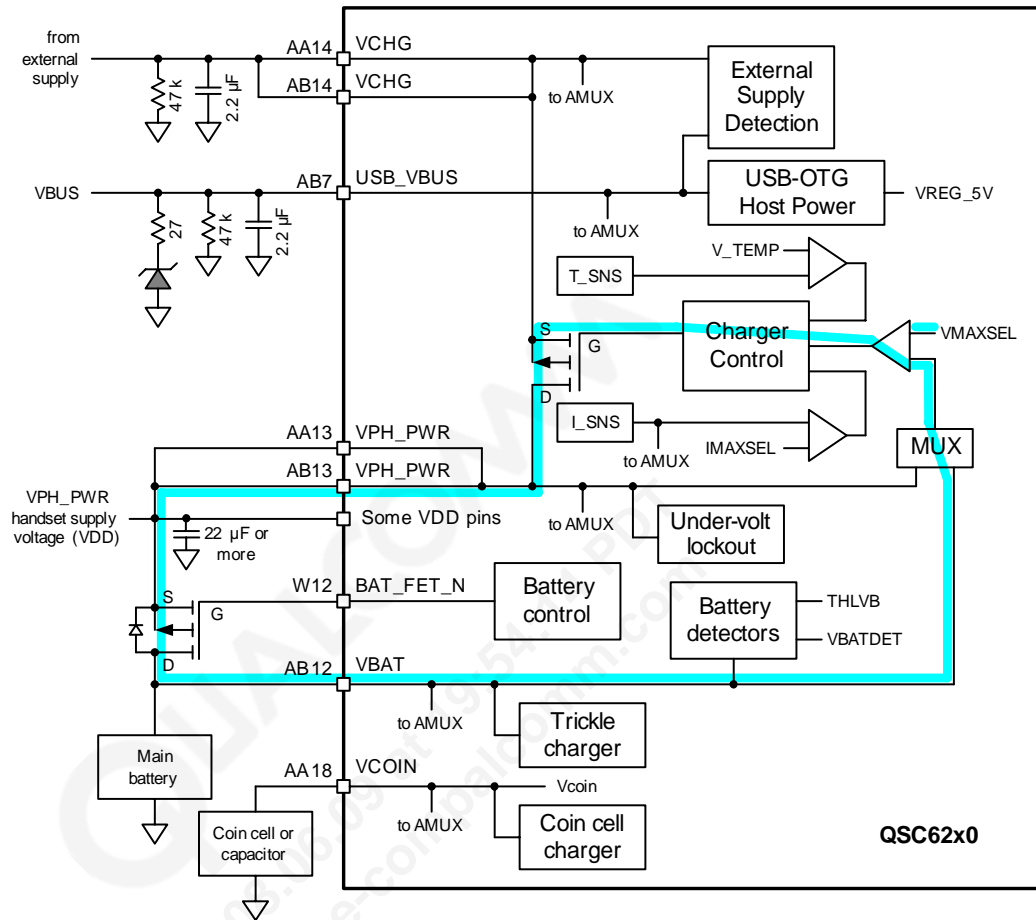 from
external
supply
AA14
VCHG
AB14
VCHG
47 k
2.2 µF
to AMUX
External
Supply
Detection
VBUS
AB7
USB_VBUS
27
47 k
2.2 µF
to AMUX
USB-OTG
Host Power
VREG_5V
V_TEMP
T_SNS
S
G
D
Charger
Control
VMAXSEL
I_SNS
to AMUX
IMAXSEL
MUX
AA13
VPH_PWR
AB13
VPH_PWR
VPH_PWR
handset supply
voltage (VDD)
22 µF or
more
Some VDD pins
to AMUX
Under-volt
lockout
W12
BAT_FET_N
S
G
D
Battery
control
Battery
detectors
THLVB
VBATDET
AB12
VBAT
to AMUX
Trickle
charger
Main
battery
AA18
VCOIN
Vcoin
to AMUX
Coin cell
charger
Coin cell or
capacitor
QSC62x0
QUALCOMM